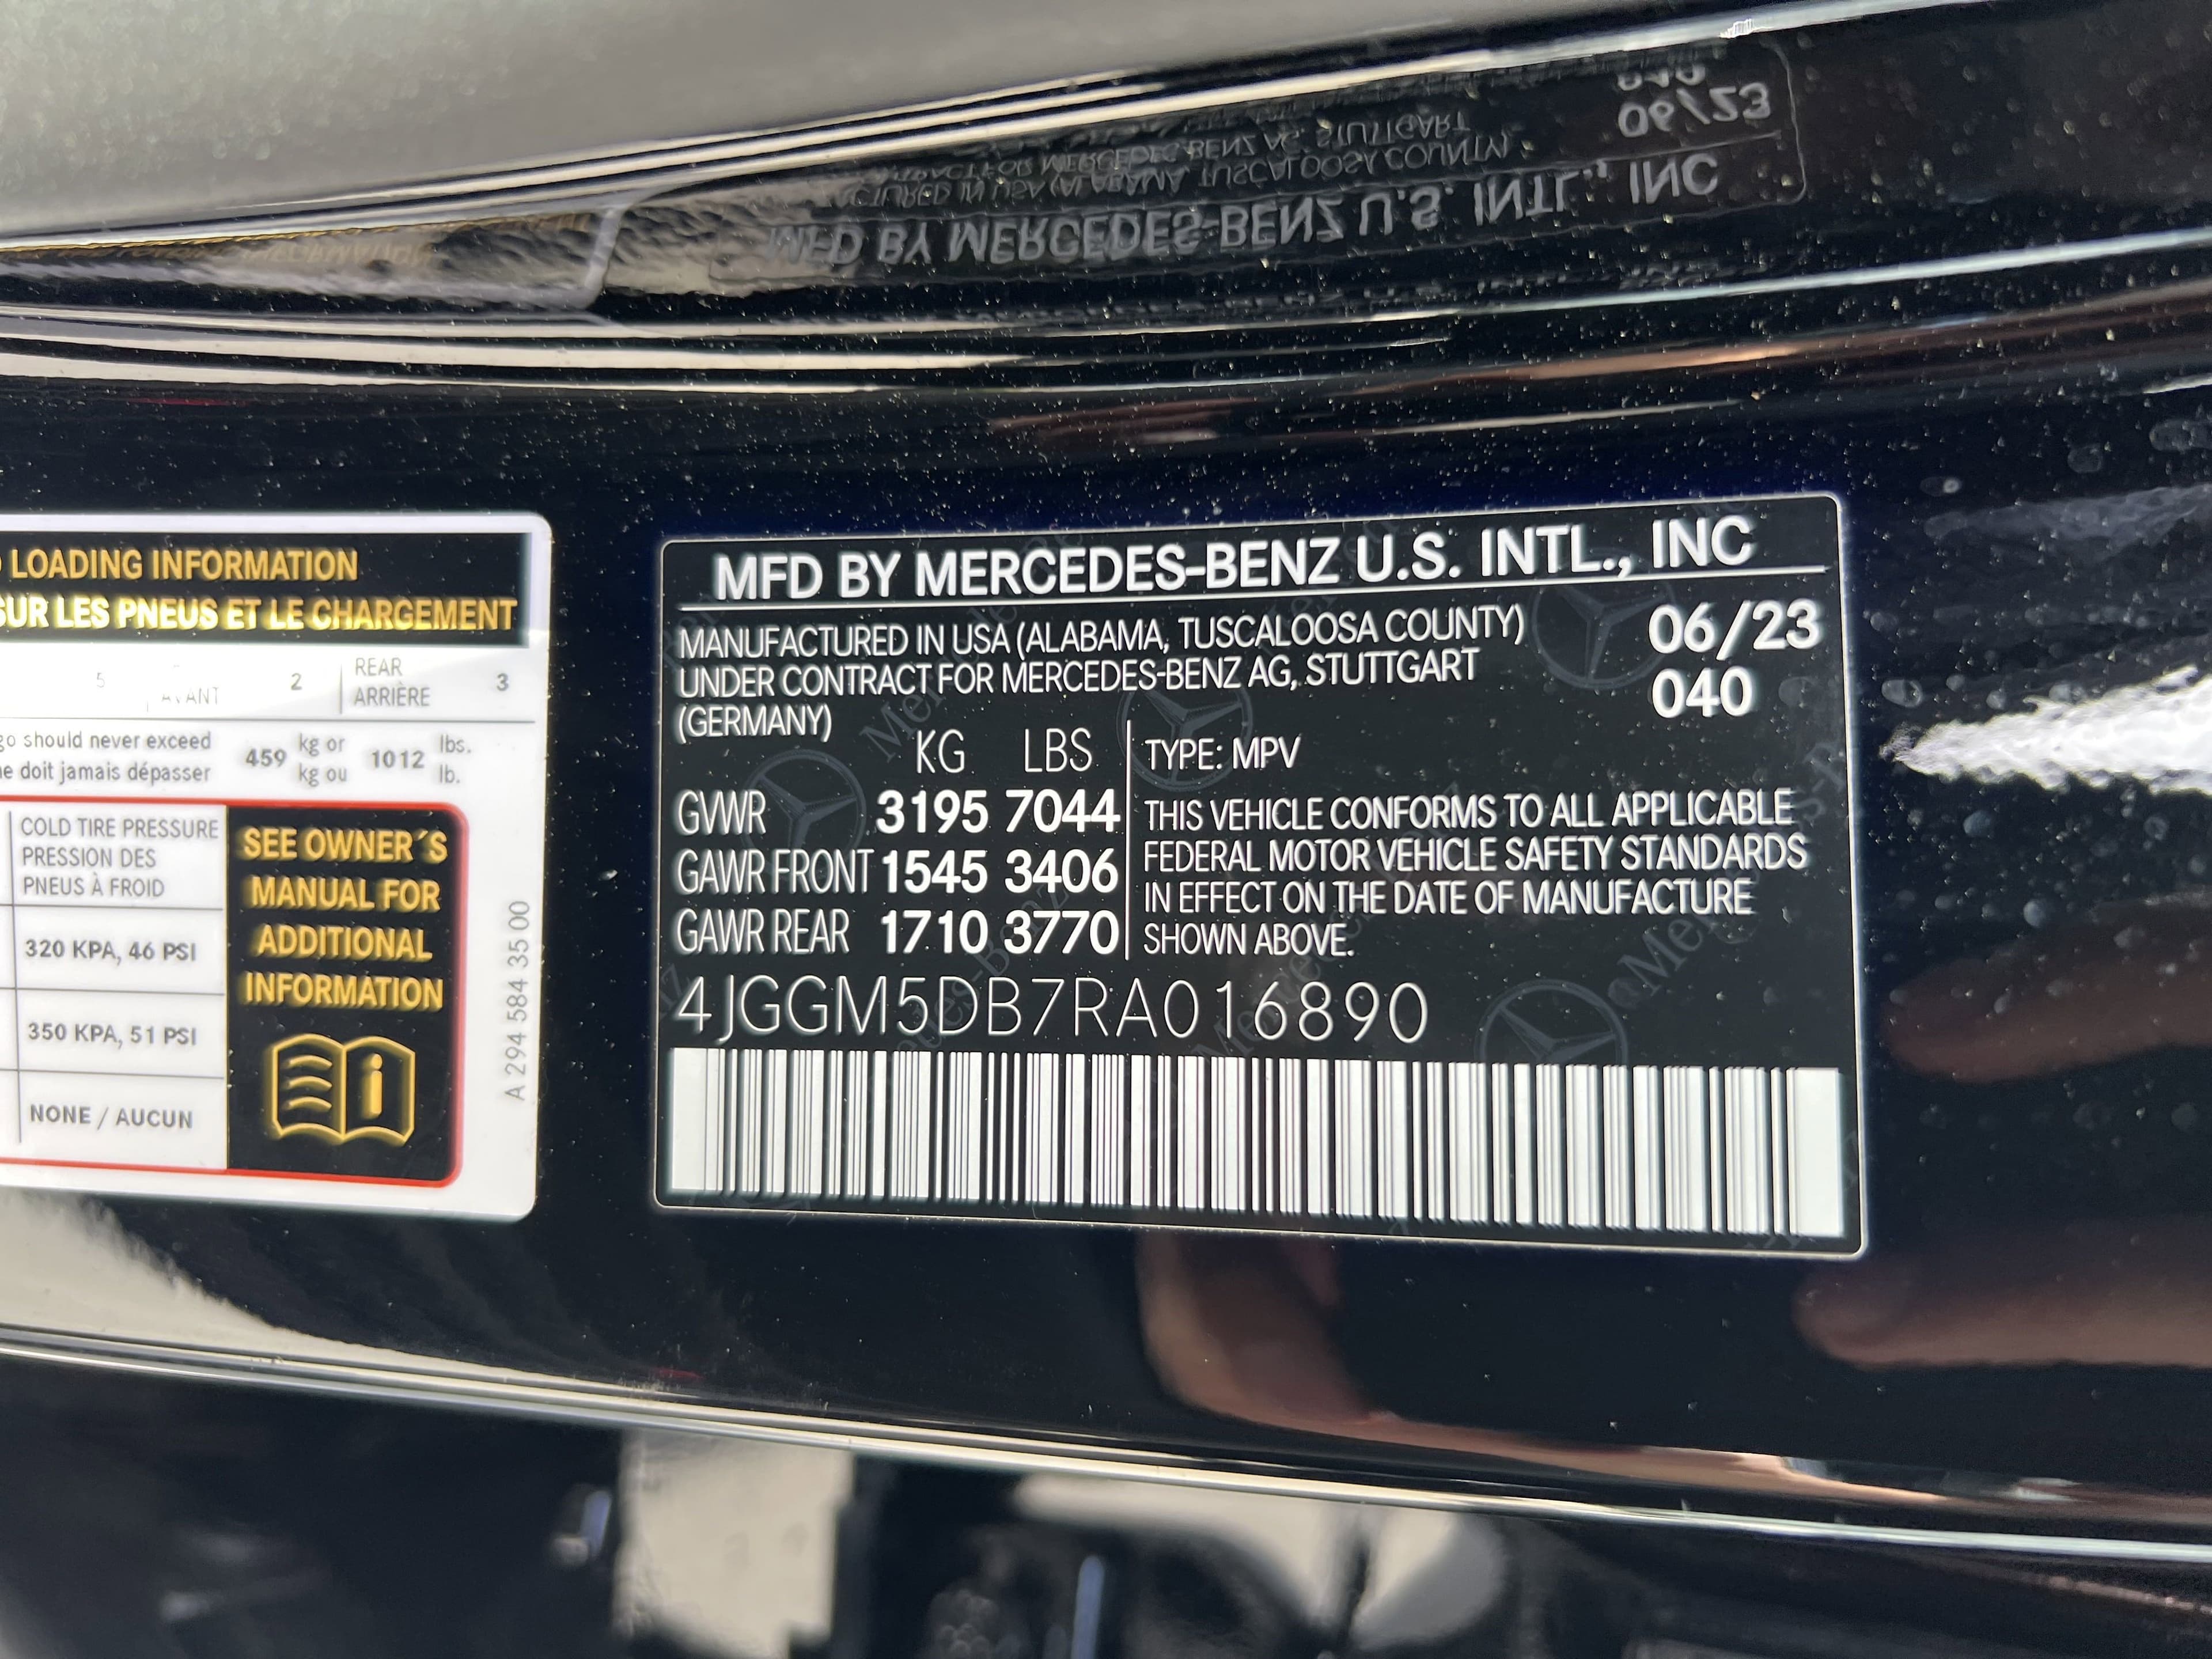 LOADING INFORMATION
SUR LES PNEUS ET LE CHARGEMENT
5
AVANT
2
REAR
ARRIÈRE
3
should never exceed
doit jamais dépasser
459
kg or
kg ou
1012
lbs.
lb.
COLD TIRE PRESSURE
PRESSION DES
PNEUS À FROID
320 KPA, 46 PSI
350 KPA, 51 PSI
NONE / AUCUN
SEE OWNER´S
MANUAL FOR
ADDITIONAL
INFORMATION
A 294 584 35 00
MFD BY MERCEDES-BENZ U.S. INTL., INC
MANUFACTURED IN USA (ALABAMA, TUSCALOOSA COUNTY)
UNDER CONTRACT FOR MERCEDES-BENZ AG, STUTTGART
(GERMANY)
06/23
040
KG LBS
GVWR 3195 7044
GAWR FRONT 1545 3406
GAWR REAR 1710 3770
TYPE: MPV
THIS VEHICLE CONFORMS TO ALL APPLICABLE
FEDERAL MOTOR VEHICLE SAFETY STANDARDS
IN EFFECT ON THE DATE OF MANUFACTURE
SHOWN ABOVE.
4JGGM5DB7RA016890